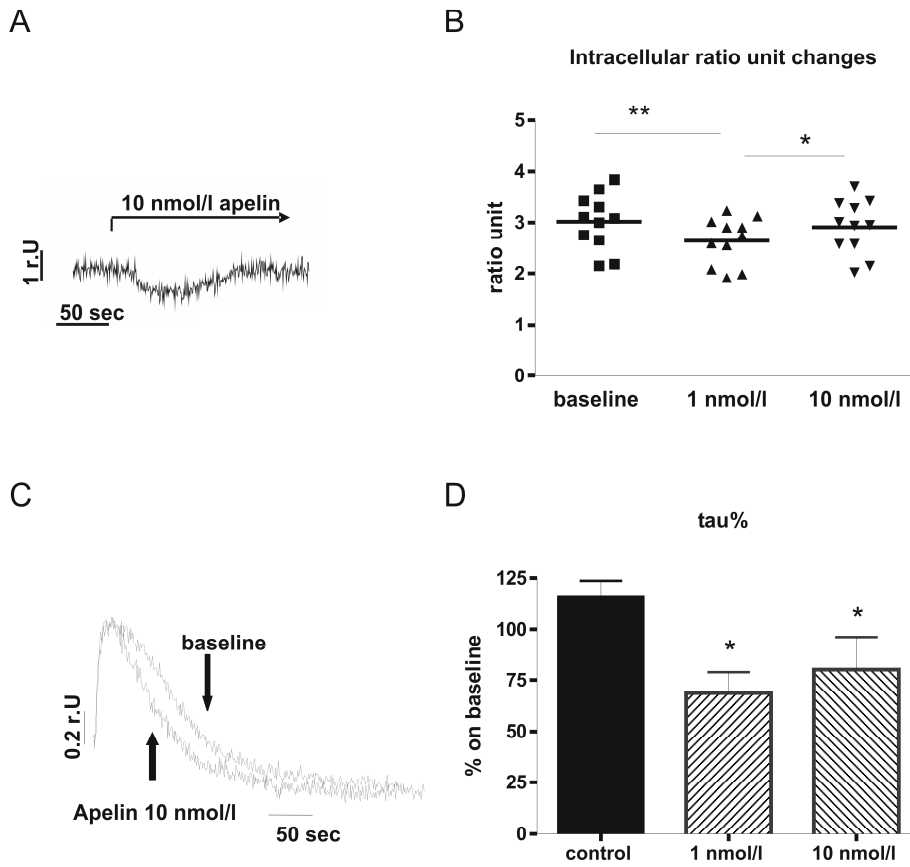 A
10 nmol/l apelin
1 r.U
50 sec
B
Intracellular ratio unit changes
**
*
5
4
3
2
1
0
ratio unit
baseline 1 nmol/l 10 nmol/l
C
baseline
0.2 r.U
Apelin 10 nmol/l
50 sec
D
tau%
125
100
75
50
25
0
% on baseline
*
*
control 1 nmol/l 10 nmol/l